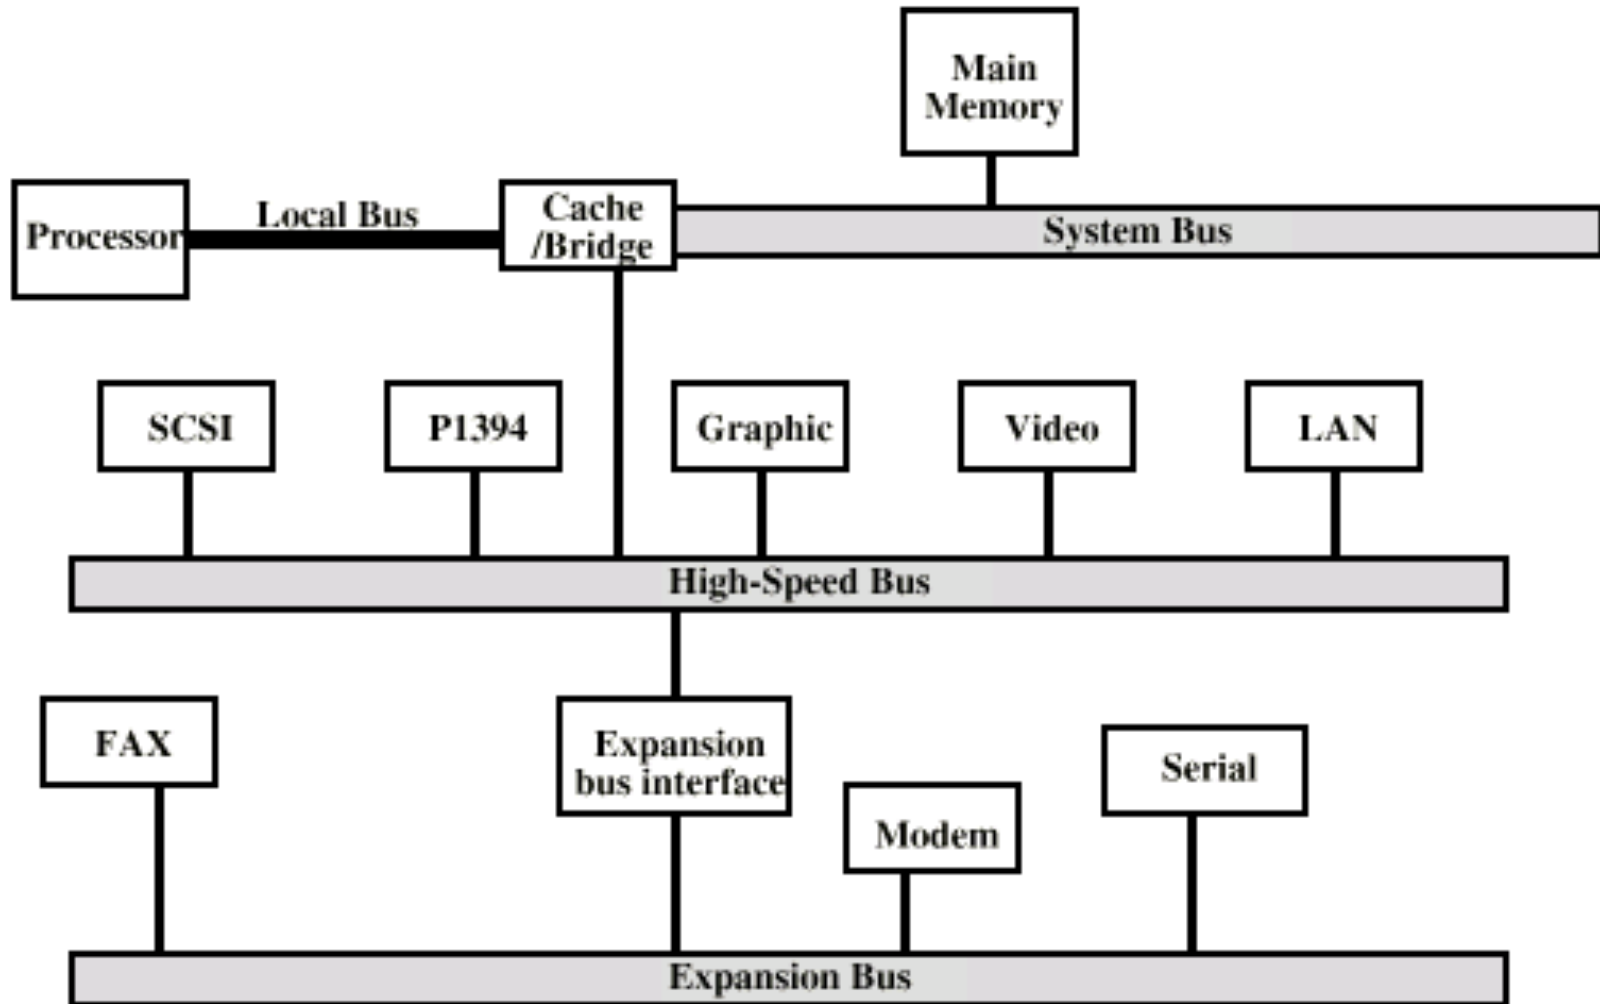 Main
Memory
Processor
Local Bus
Cache
/Bridge
System Bus
SCSI
P1394
Graphic
Video
LAN
High-Speed Bus
FAX
Expansion
bus interface
Modem
Serial
Expansion Bus